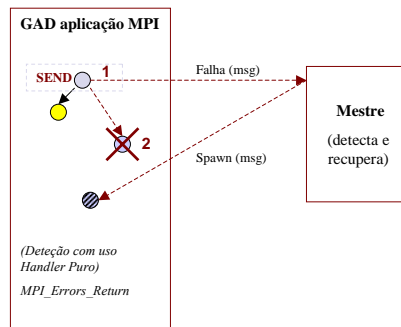 GAD aplicação MPI
SEND
1
Falha (msg)
Mestre
(detecta e
recupera)
2
Spawn (msg)
(Deteção com uso
Handler Puro)
MPI_Errors_Return